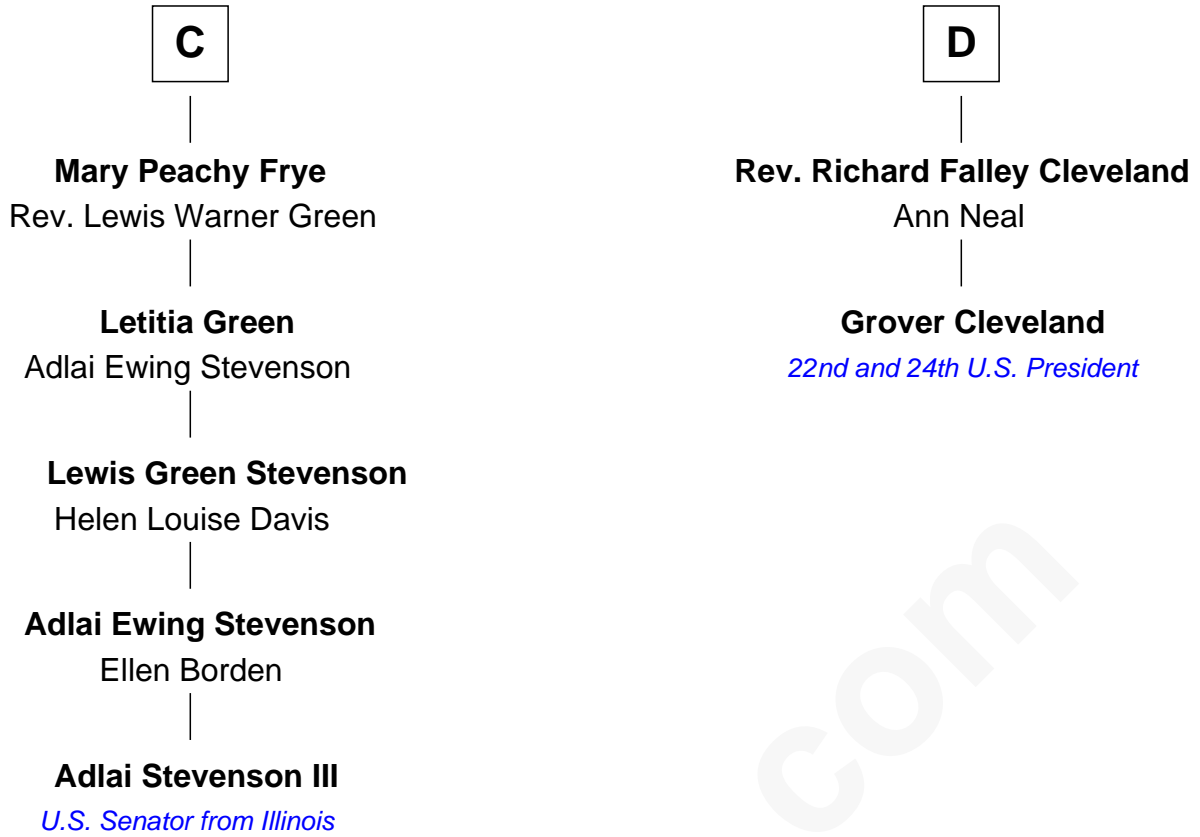 C
Mary Peachy Frye
Rev. Lewis Warner Green
Letitia Green
Adlai Ewing Stevenson
Lewis Green Stevenson
Helen Louise Davis
Adlai Ewing Stevenson
Ellen Borden
Adlai Stevenson III
U.S. Senator from Illinois
D
Rev. Richard Falley Cleveland
Ann Neal
Grover Cleveland
22nd and 24th U.S. President
com